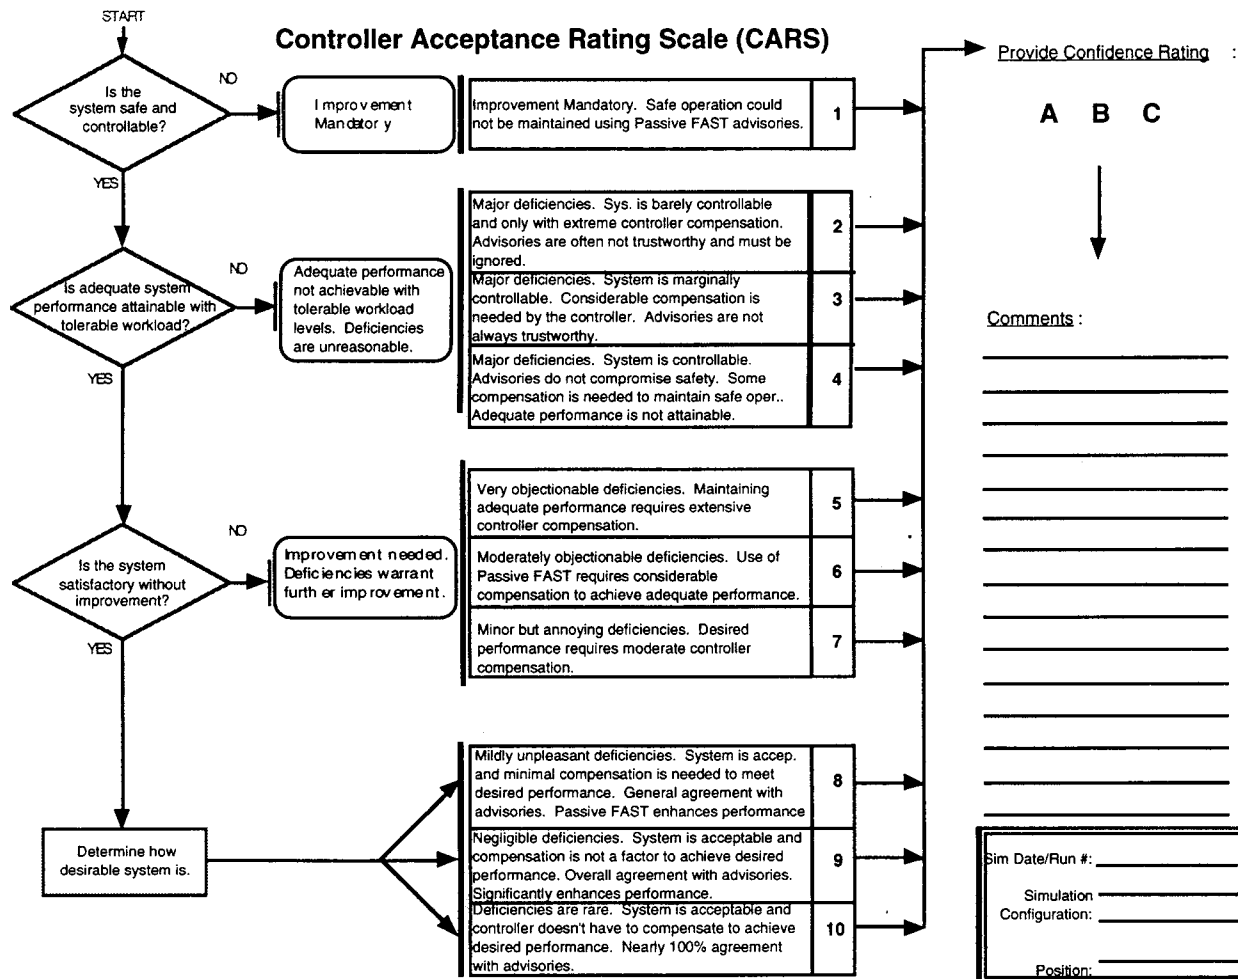 START
Controller Acceptance Rating Scale (CARS)
Is the
system safe and
controllable?
NO
YES
Improvement
Mandatory
Improvement Mandatory. Safe operation could
not be maintained using Passive FAST advisories.
1
Is adequate system
performance attainable with
tolerable workload?
NO
YES
Adequate performance
not achievable with
tolerable workload
levels. Deficiencies
are unreasonable.
Major deficiencies. Sys. is barely controllable
and only with extreme controller compensation.
Advisories are often not trustworthy and must be
ignored.
2
Major deficiencies. System is marginally
controllable. Considerable compensation is
needed by the controller. Advisories are not
always trustworthy.
3
Major deficiencies. System is controllable.
Advisories do not compromise safety. Some
compensation is needed to maintain safe oper..
Adequate performance is not attainable.
4
Is the system
satisfactory without
improvement?
NO
YES
Improvement needed.
Deficiencies warrant
further improvement.
Very objectionable deficiencies. Maintaining
adequate performance requires extensive
controller compensation.
5
Moderately objectionable deficiencies. Use of
Passive FAST requires considerable
compensation to achieve adequate performance.
6
Minor but annoying deficiencies. Desired
performance requires moderate controller
compensation.
7
Determine how
desirable system is.
Mildly unpleasant deficiencies. System is accep.
and minimal compensation is needed to meet
desired performance. General agreement with
advisories. Passive FAST enhances performance
8
Negligible deficiencies. System is acceptable and
compensation is not a factor to achieve desired
performance. Overall agreement with advisories.
Significantly enhances performance.
9
Deficiencies are rare. System is acceptable and
controller doesn't have to compensate to achieve
desired performance. Nearly 100% agreement
with advisories.
10
Provide Confidence Rating :
A B C
Comments :
Sim Date/Run #:
Simulation
Configuration:
Position: